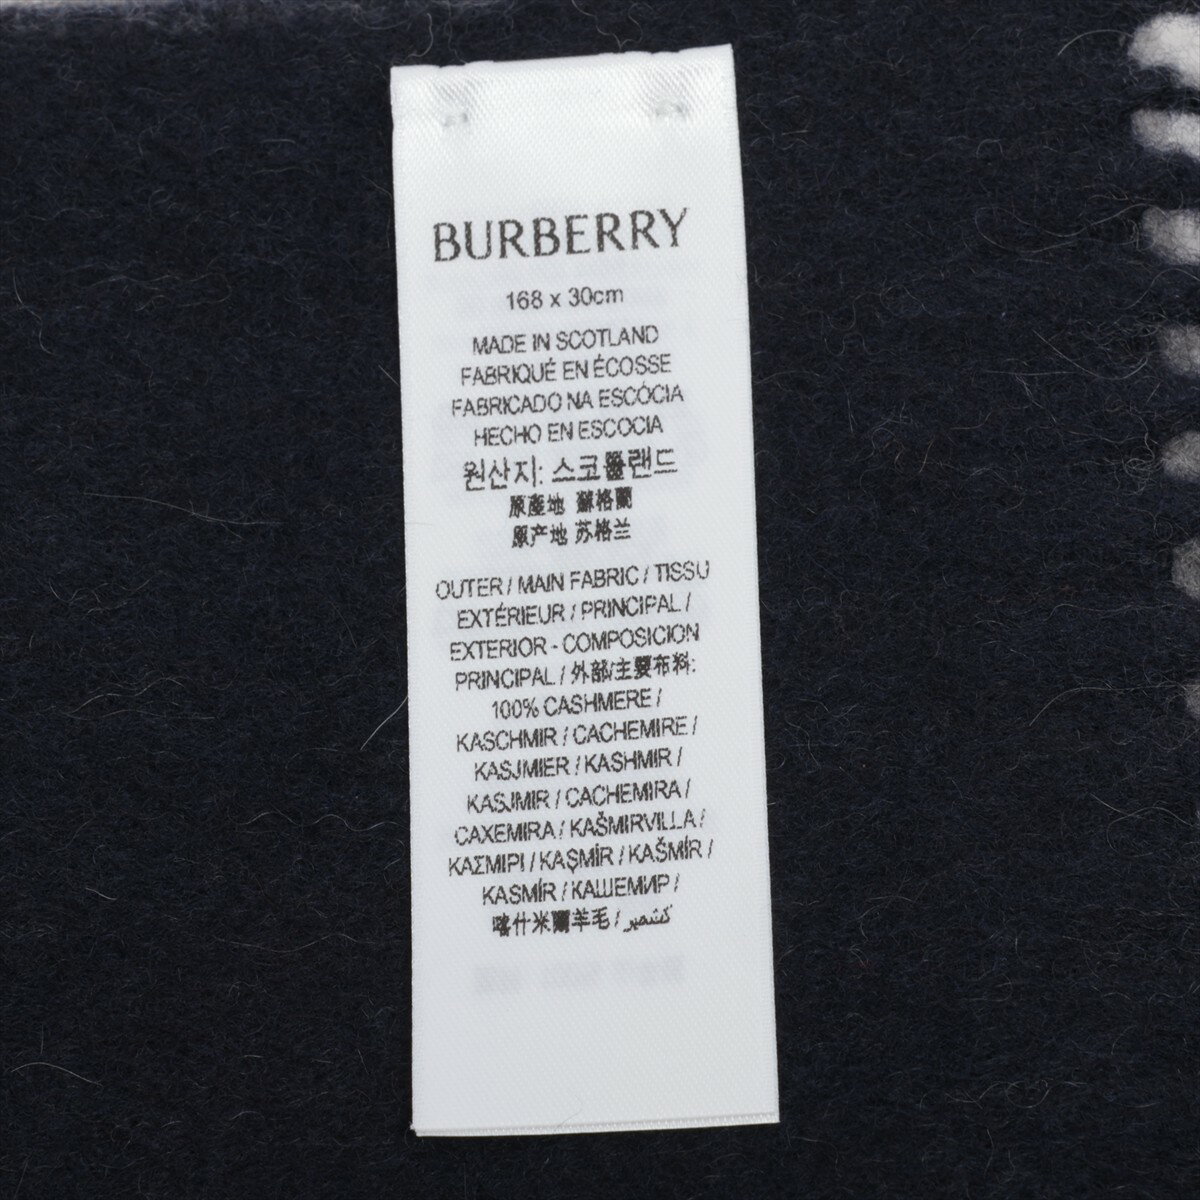 BURBERRY
168 x 30cm
MADE IN SCOTLAND
FABRIQUÉ EN ÉCOSSE
FABRICADO NA ESCÓCIA
HECHO EN ESCOCIA
원산지: 스코틀랜드
原產地 蘇格蘭
原产地 苏格兰
OUTER / MAIN FABRIC / TISSU
EXTÉRIEUR / PRINCIPAL /
EXTERIOR - COMPOSICION
PRINCIPAL / 外部/主要布料:
100% CASHMERE /
KASCHMIR / CACHEMIRE /
KASJMIER / KASHMIR /
KASJMIR / CACHEMIRA /
CAXEMIRA / KAŠMIRVILLA /
ΚΑΣΜΙΡΙ / KAŞMİR / KAŠMÍR /
KASMÍR / КАШЕМИР /
喀什米爾羊毛 / كشمير